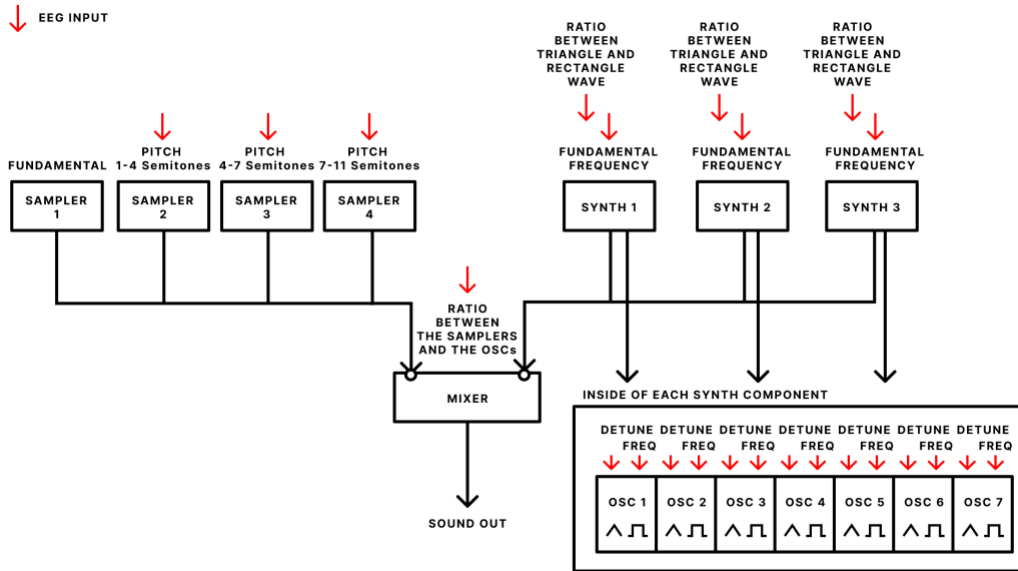 EEG INPUT
RATIO
BETWEEN
TRIANGLE AND
RECTANGLE
WAVE
RATIO
BETWEEN
TRIANGLE AND
RECTANGLE
WAVE
RATIO
BETWEEN
TRIANGLE AND
RECTANGLE
WAVE
FUNDAMENTAL
PITCH
1-4 Semitones
PITCH
4-7 Semitones
PITCH
7-11 Semitones
FUNDAMENTAL
FREQUENCY
FUNDAMENTAL
FREQUENCY
FUNDAMENTAL
FREQUENCY
SAMPLER
1
SAMPLER
2
SAMPLER
3
SAMPLER
4
SYNTH 1
SYNTH 2
SYNTH 3
RATIO
BETWEEN
THE SAMPLERS
AND THE OSCs
MIXER
SOUND OUT
INSIDE OF EACH SYNTH COMPONENT
DETUNE
FREQ
DETUNE
FREQ
DETUNE
FREQ
DETUNE
FREQ
DETUNE
FREQ
DETUNE
FREQ
DETUNE
FREQ
OSC 1
OSC 2
OSC 3
OSC 4
OSC 5
OSC 6
OSC 7